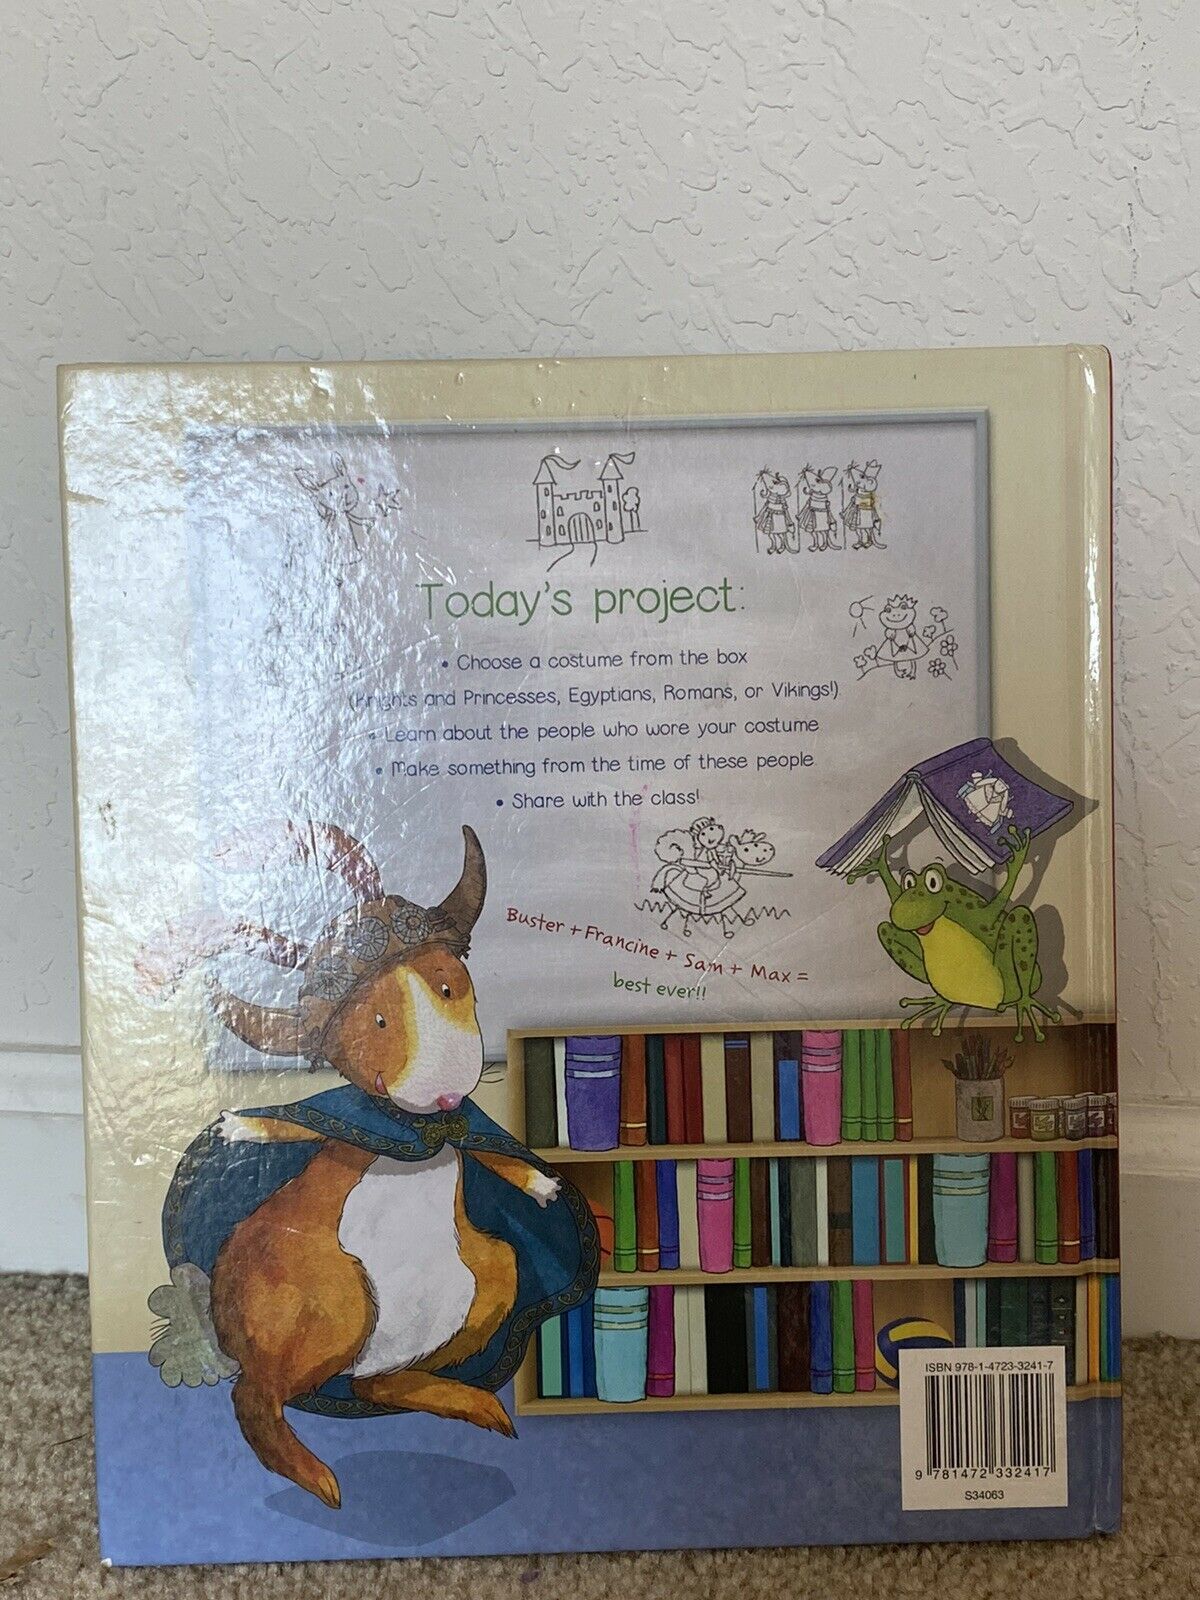 Today's project:
• Choose a costume from the box
(Knights and Princesses, Egyptians, Romans, or Vikings!)
• Learn about the people who wore your costume
• Make something from the time of these people
• Share with the class!
Buster + Francine + Sam + Max =
best ever!!
ISBN 978-1-4723-3241-7
9 781472 332417
S34063